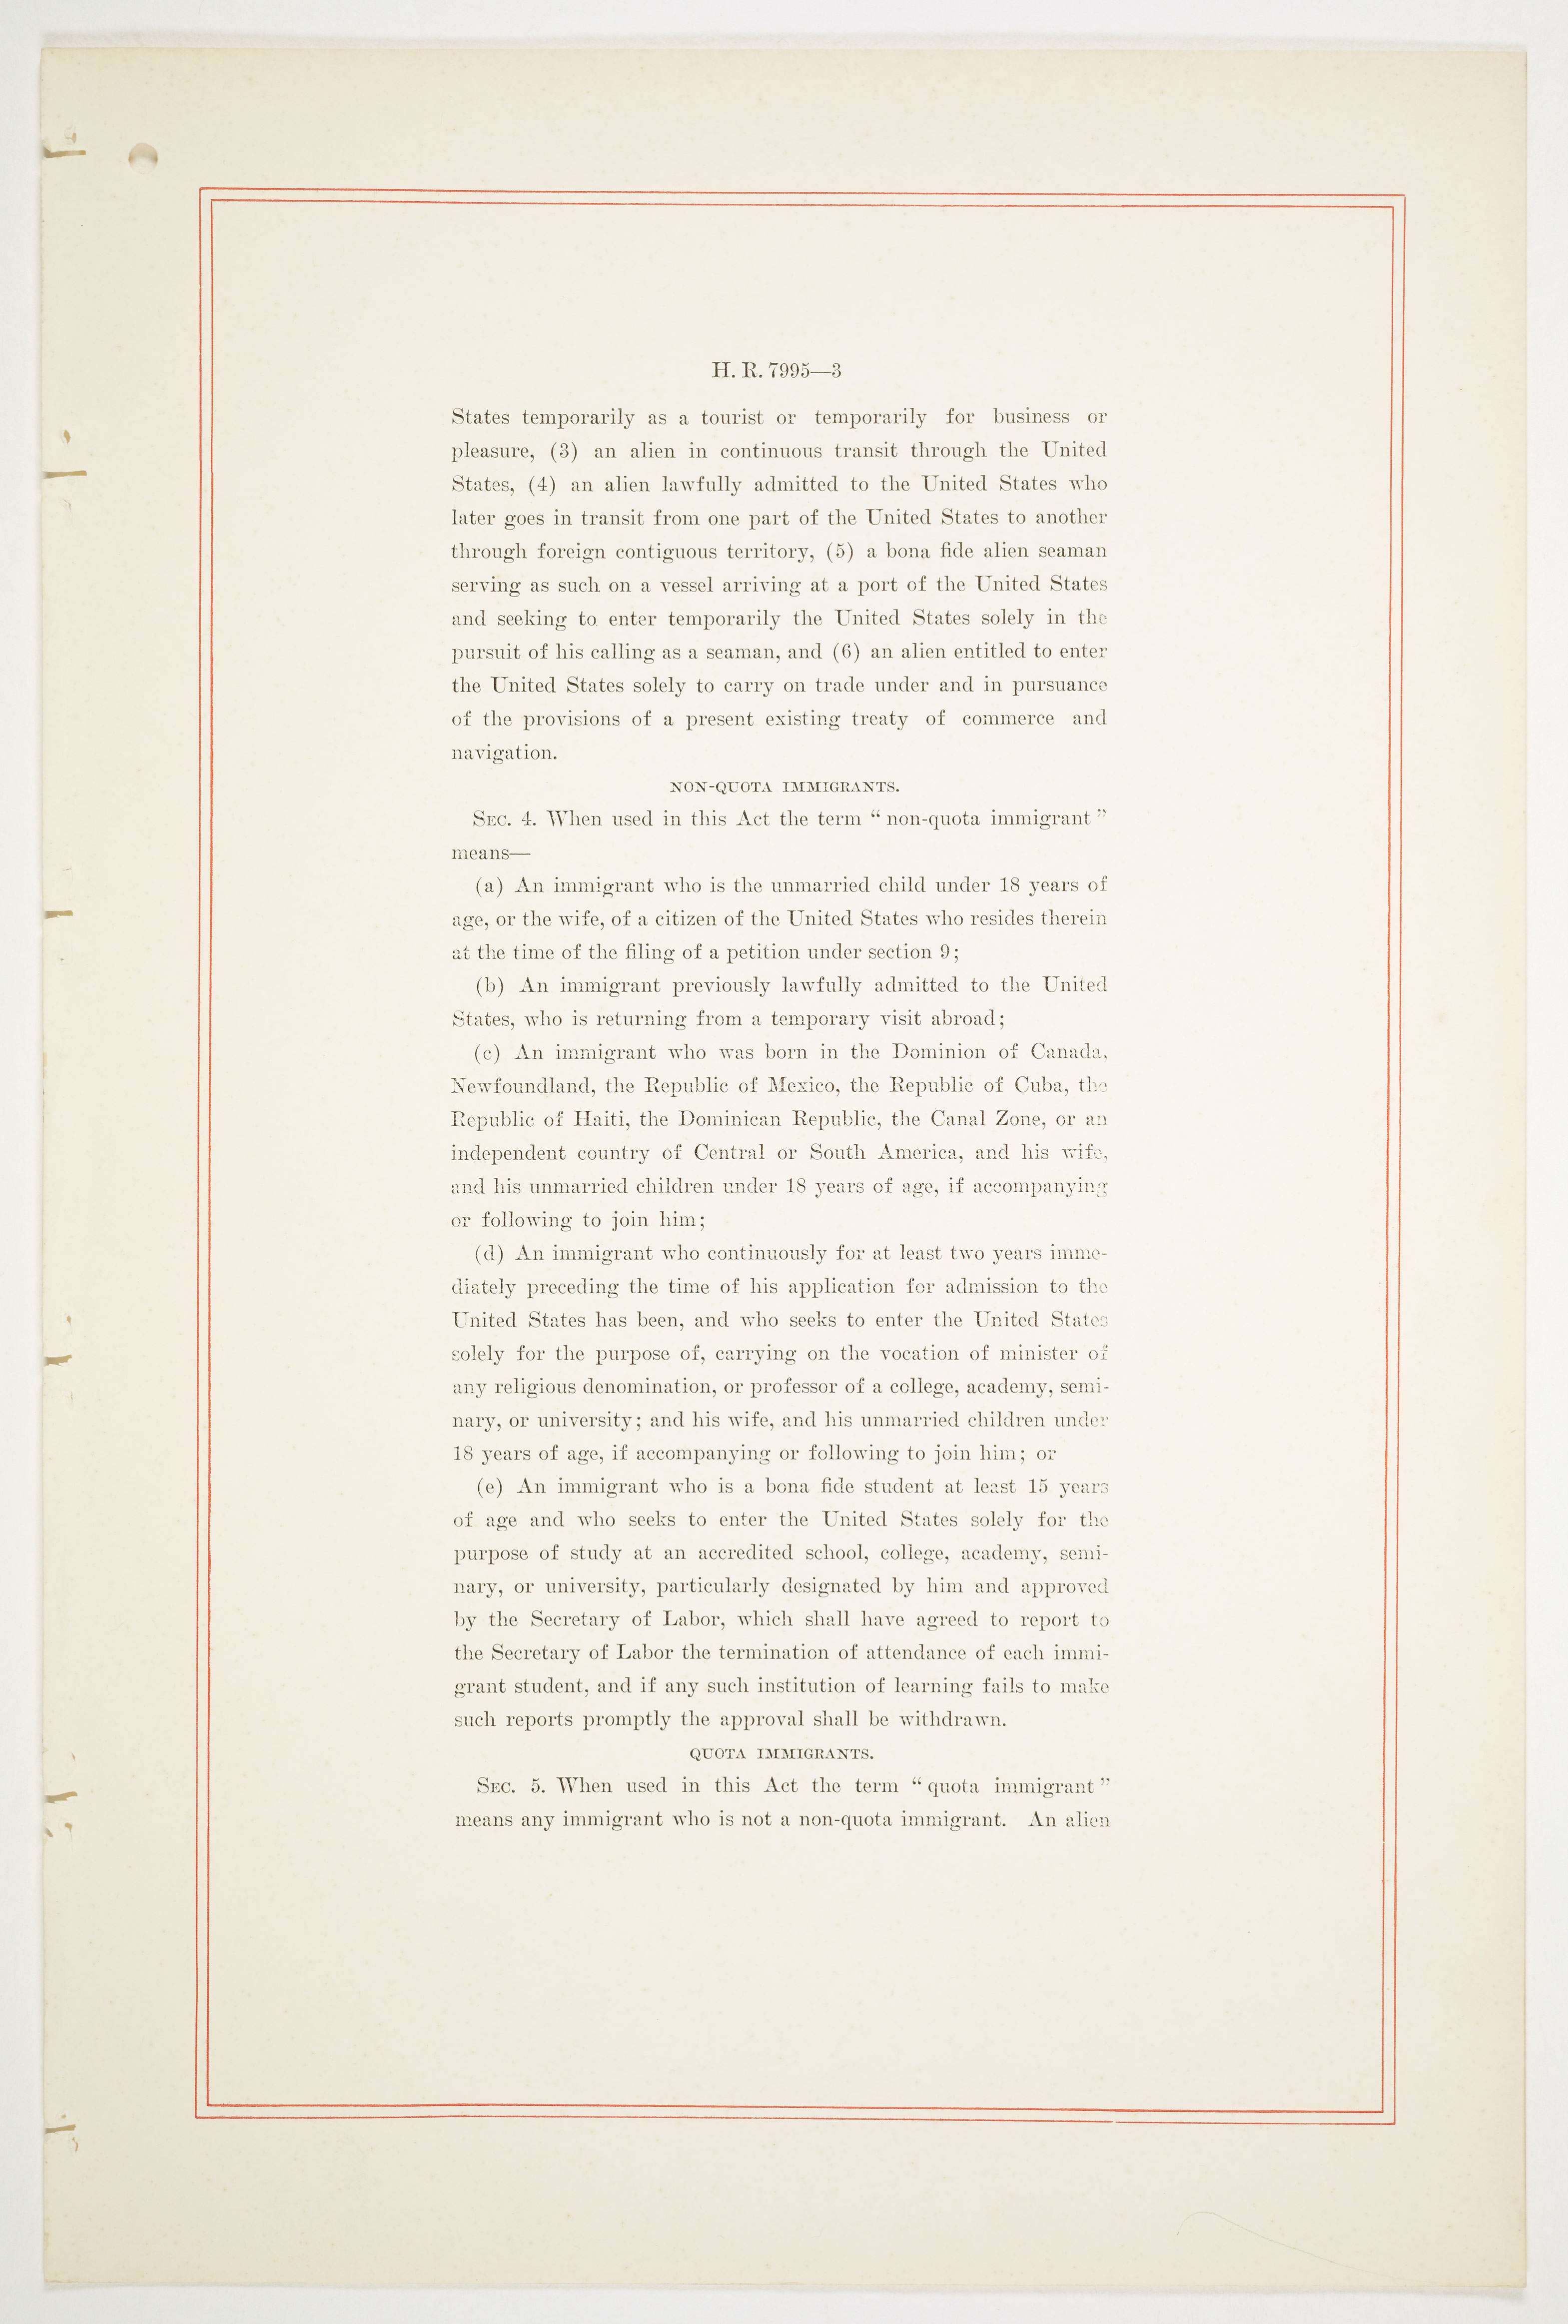 H. R. 7995—3
States temporarily as a tourist or temporarily for business or
pleasure, (3) an alien in continuous transit through the United
States, (4) an alien lawfully admitted to the United States who
later goes in transit from one part of the United States to another
through foreign contiguous territory, (5) a bona fide alien seaman
serving as such on a vessel arriving at a port of the United States
and seeking to enter temporarily the United States solely in the
pursuit of his calling as a seaman, and (6) an alien entitled to enter
the United States solely to carry on trade under and in pursuance
of the provisions of a present existing treaty of commerce and
navigation.
NON-QUOTA IMMIGRANTS.
SEC. 4. When used in this Act the term “ non-quota immigrant ”
means—
(a) An immigrant who is the unmarried child under 18 years of
age, or the wife, of a citizen of the United States who resides therein
at the time of the filing of a petition under section 9;
(b) An immigrant previously lawfully admitted to the United
States, who is returning from a temporary visit abroad;
(c) An immigrant who was born in the Dominion of Canada,
Newfoundland, the Republic of Mexico, the Republic of Cuba, the
Republic of Haiti, the Dominican Republic, the Canal Zone, or an
independent country of Central or South America, and his wife,
and his unmarried children under 18 years of age, if accompanying
or following to join him;
(d) An immigrant who continuously for at least two years imme-
diately preceding the time of his application for admission to the
United States has been, and who seeks to enter the United States
solely for the purpose of, carrying on the vocation of minister of
any religious denomination, or professor of a college, academy, semi-
nary, or university; and his wife, and his unmarried children under
18 years of age, if accompanying or following to join him; or
(e) An immigrant who is a bona fide student at least 15 years
of age and who seeks to enter the United States solely for the
purpose of study at an accredited school, college, academy, semi-
nary, or university, particularly designated by him and approved
by the Secretary of Labor, which shall have agreed to report to
the Secretary of Labor the termination of attendance of each immi-
grant student, and if any such institution of learning fails to make
such reports promptly the approval shall be withdrawn.
QUOTA IMMIGRANTS.
SEC. 5. When used in this Act the term “ quota immigrant ”
means any immigrant who is not a non-quota immigrant. An alien